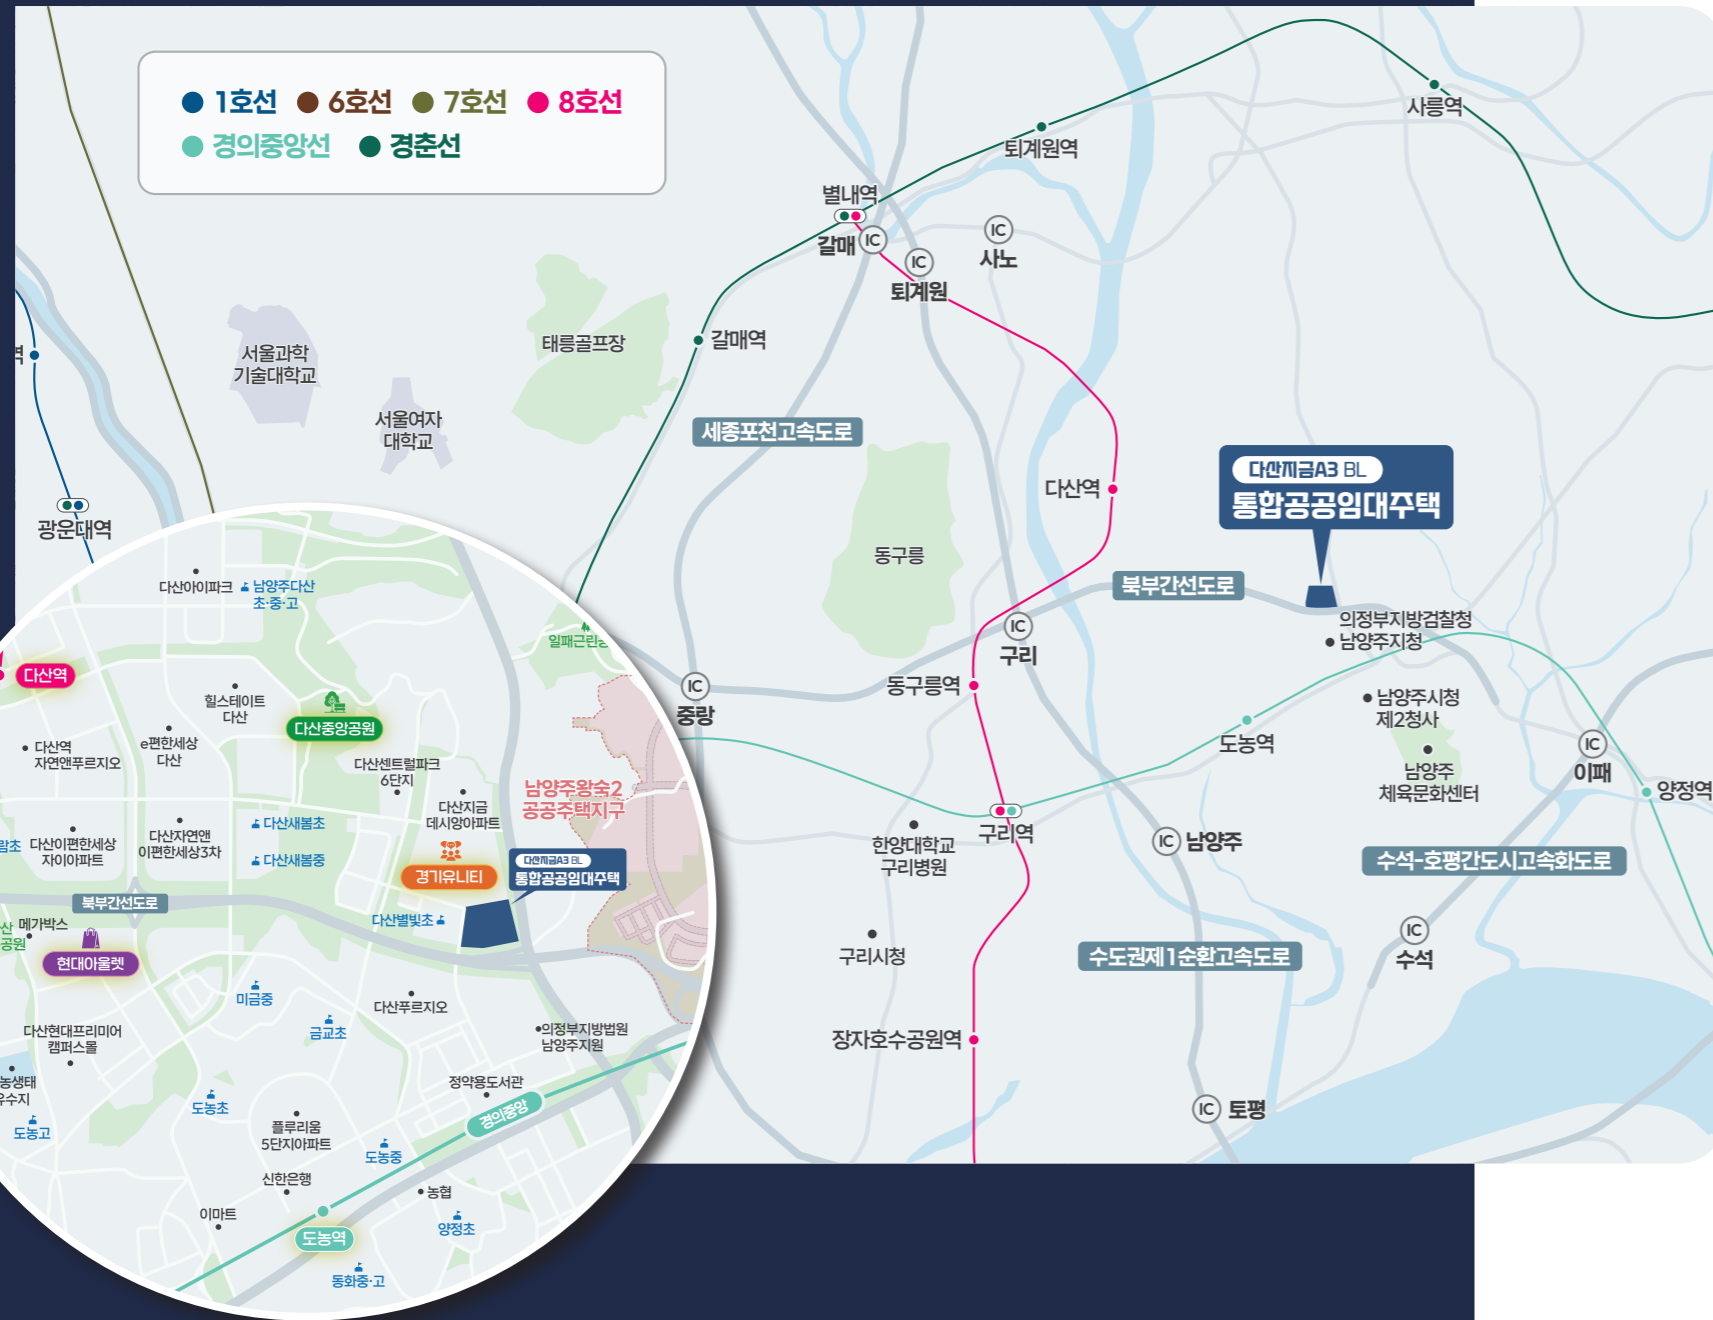 1호선 6호선 7호선 8호선
경의중앙선 경춘선
사릉역
퇴계원역
별내역
갈매 IC
IC
퇴계원
IC
사노
서울과학
기술대학교
태릉골프장
갈매역
역
서울여자
대학교
세종포천고속도로
다산지금A3 BL
통합공공임대주택
다산역
광운대역
동구릉
북부간선도로
의정부지방검찰청
남양주지청
IC
구리
동구릉역
IC
중랑
남양주시청
제2청사
도농역
IC
이패
남양주
체육문화센터
양정역
구리역
한양대학교
구리병원
IC 남양주
수석-호평간도시고속화도로
구리시청
수도권제1순환고속도로
IC
수석
장자호수공원역
IC 토평
다산아이파크
남양주다산
초·중·고
일패근린공
다산역
힐스테이트
다산
다산중앙공원
다산역
자연앤푸르지오
e편한세상
다산
다산센트럴파크
6단지
남양주왕숙2
공공주택지구
다산지금
데시앙아파트
다산새봄초
람초
다산이편한세상
자이아파트
다산자연앤
이편한세상3차
다산새봄중
경기유니티
다산지금A3 BL
통합공공임대주택
북부간선도로
다산별빛초
산
공원
메가박스
현대아울렛
미금중
다산푸르지오
금교초
다산현대프리미어
캠퍼스몰
의정부지방법원
남양주지원
농생태
유수지
정약용도서관
도농초
경의중앙
도농고
플루리움
5단지아파트
도농중
신한은행
농협
이마트
양정초
도농역
동화중·고